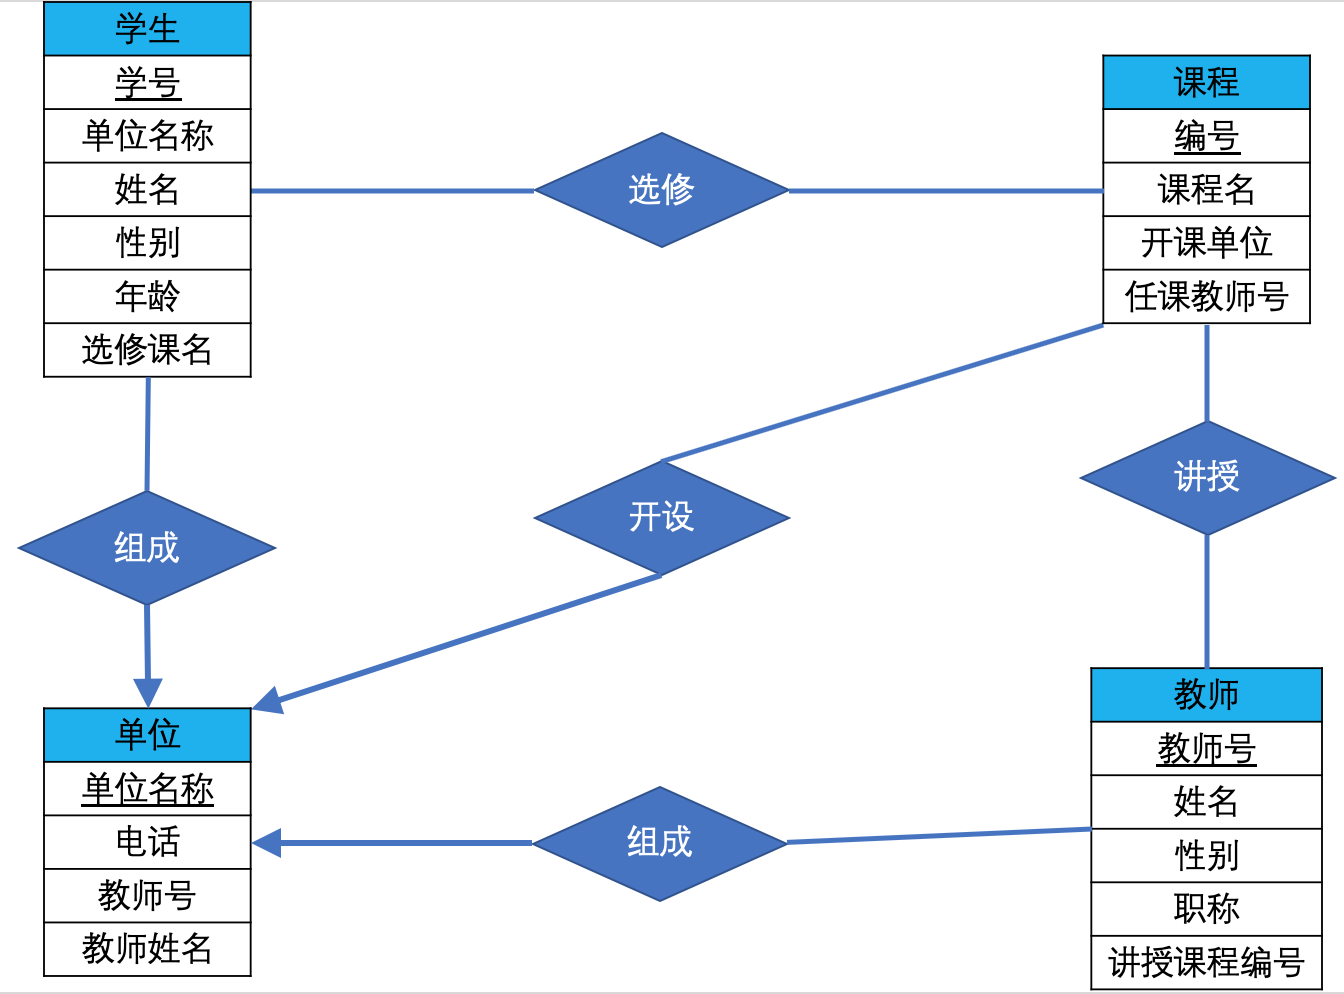 学生
学号
单位名称
姓名
性别
年龄
选修课名
选修
课程
编号
课程名
开课单位
任课教师号
组成
开设
讲授
单位
单位名称
电话
教师号
教师姓名
组成
教师
教师号
姓名
性别
职称
讲授课程编号